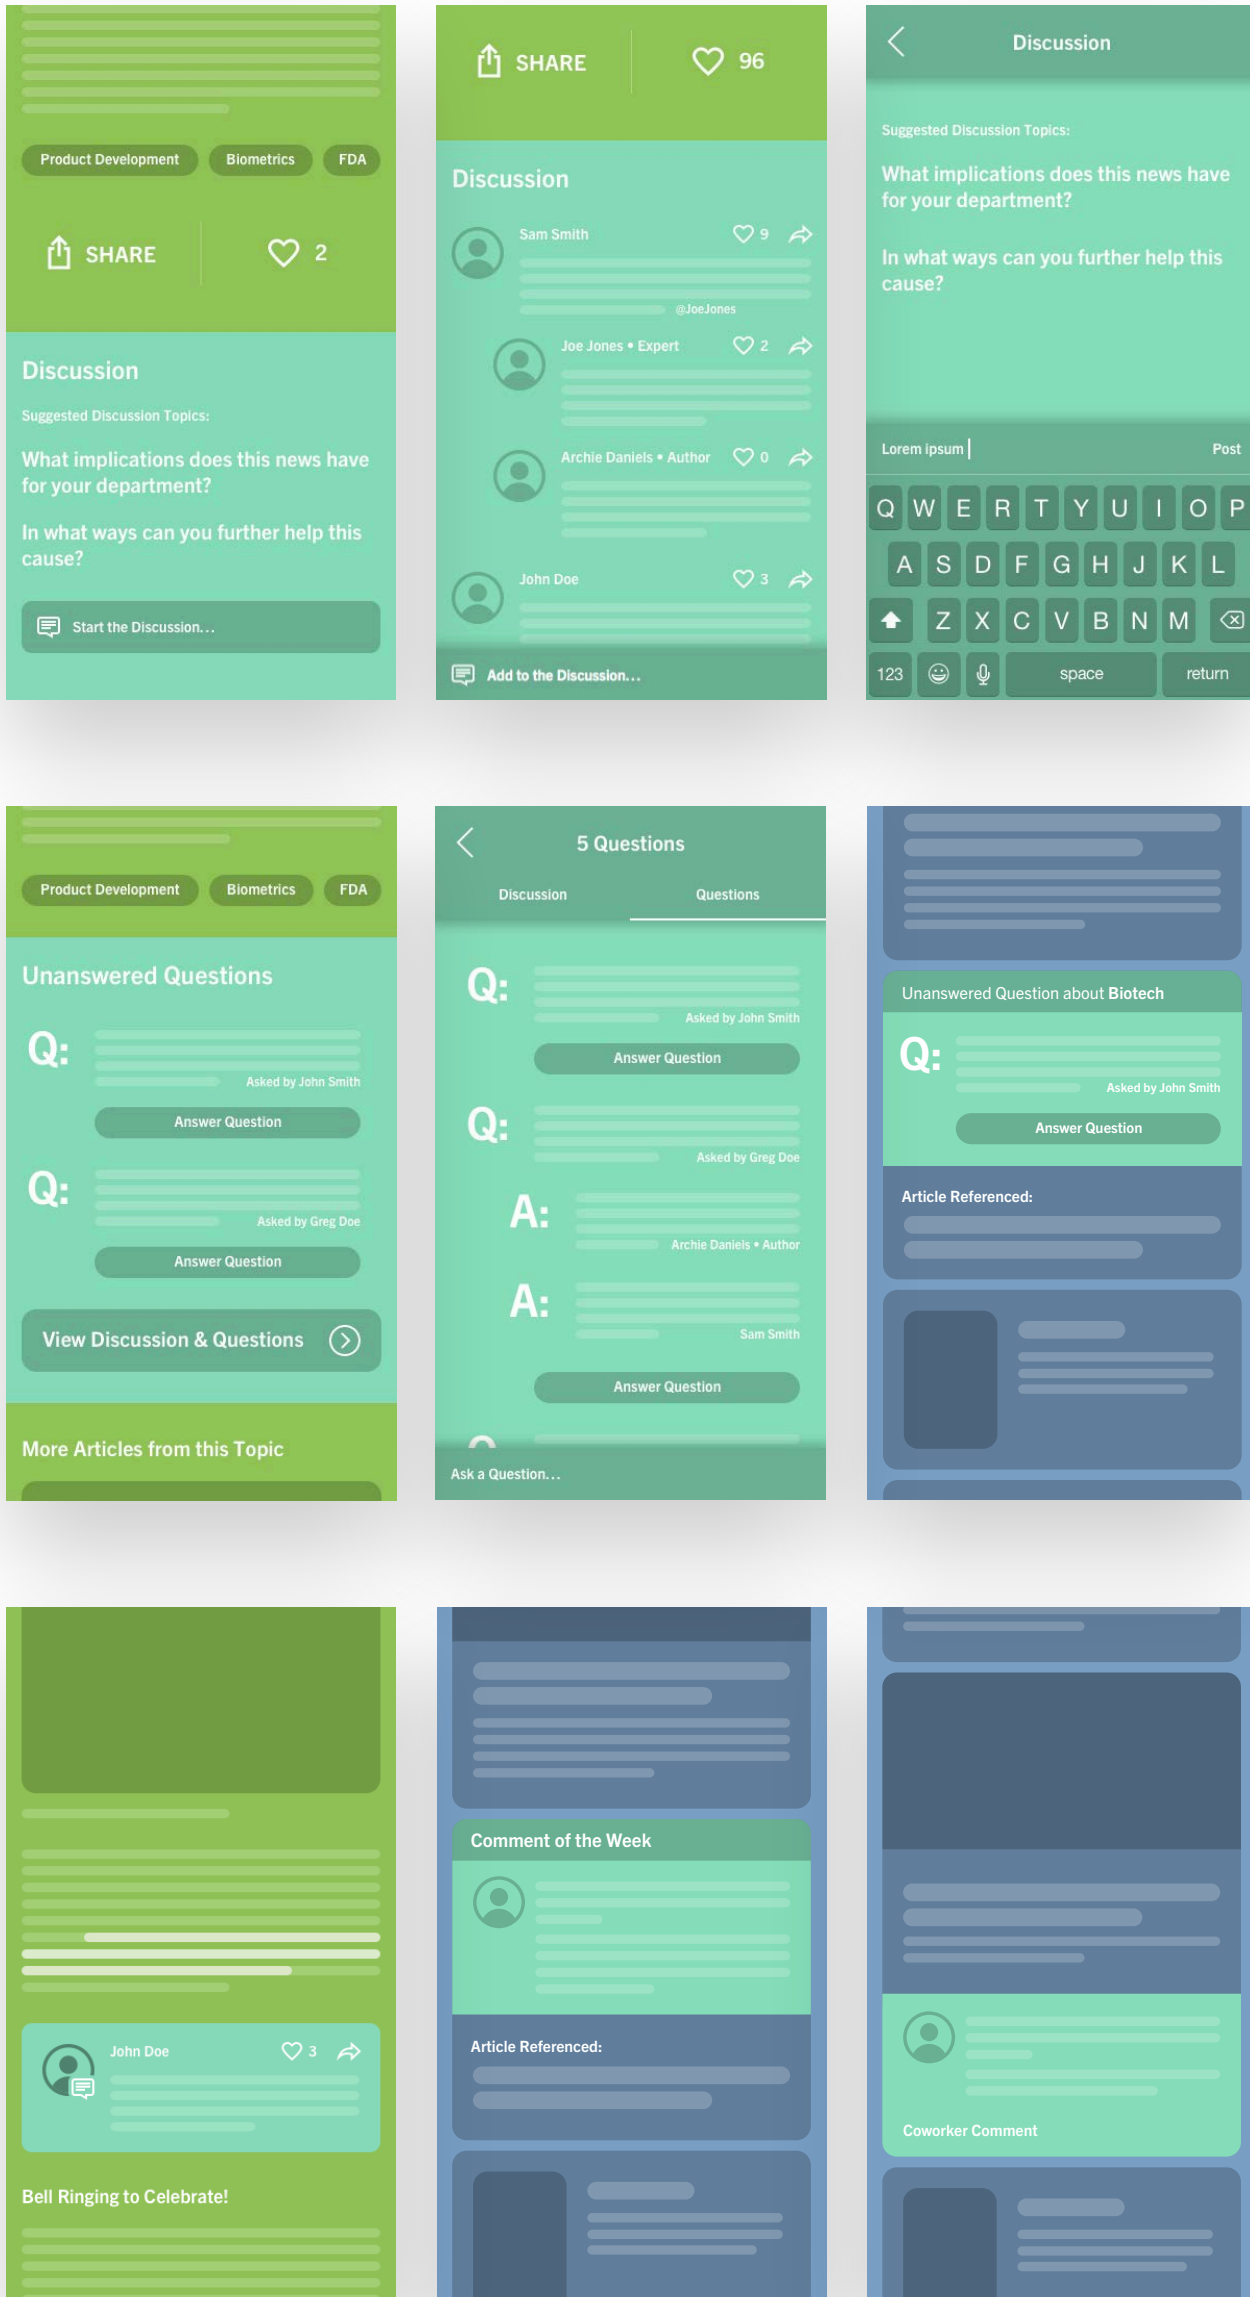 Product Development
Biometrics
FDA
SHARE
2
Discussion
Suggested Discussion Topics:
What implications does this news have
for your department?
In what ways can you further help this
cause?
Start the Discussion...
SHARE
96
Discussion
Sam Smith
9
@JoeJones
Joe Jones • Expert
2
Archie Daniels • Author
0
John Doe
3
Add to the Discussion...
Discussion
Suggested Discussion Topics:
What implications does this news have
for your department?
In what ways can you further help this
cause?
Lorem ipsum
Post
Q W E R T Y U I O P
A S D F G H J K L
Z X C V B N M
123
space
return
Product Development
Biometrics
FDA
Unanswered Questions
Q:
Asked by John Smith
Answer Question
Q:
Asked by Greg Doe
Answer Question
View Discussion & Questions
More Articles from this Topic
5 Questions
Discussion
Questions
Q:
Asked by John Smith
Answer Question
Q:
Asked by Greg Doe
A:
Archie Daniels • Author
A:
Sam Smith
Answer Question
Ask a Question...
Unanswered Question about Biotech
Q:
Asked by John Smith
Answer Question
Article Referenced:
John Doe
3
Bell Ringing to Celebrate!
Comment of the Week
Article Referenced:
Coworker Comment